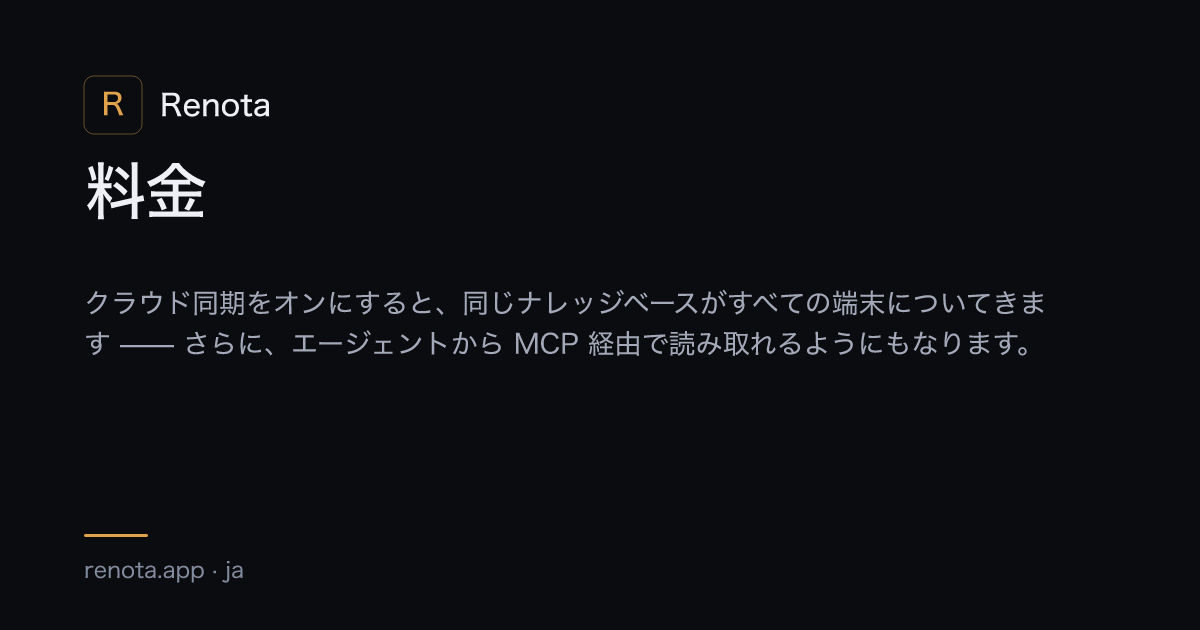 R Renota
料金
クラウド同期をオンにすると、同じナレッジベースがすべての端末についてきま
す —— さらに、エージェントから MCP 経由で読み取れるようにもなります。
renota.app · ja